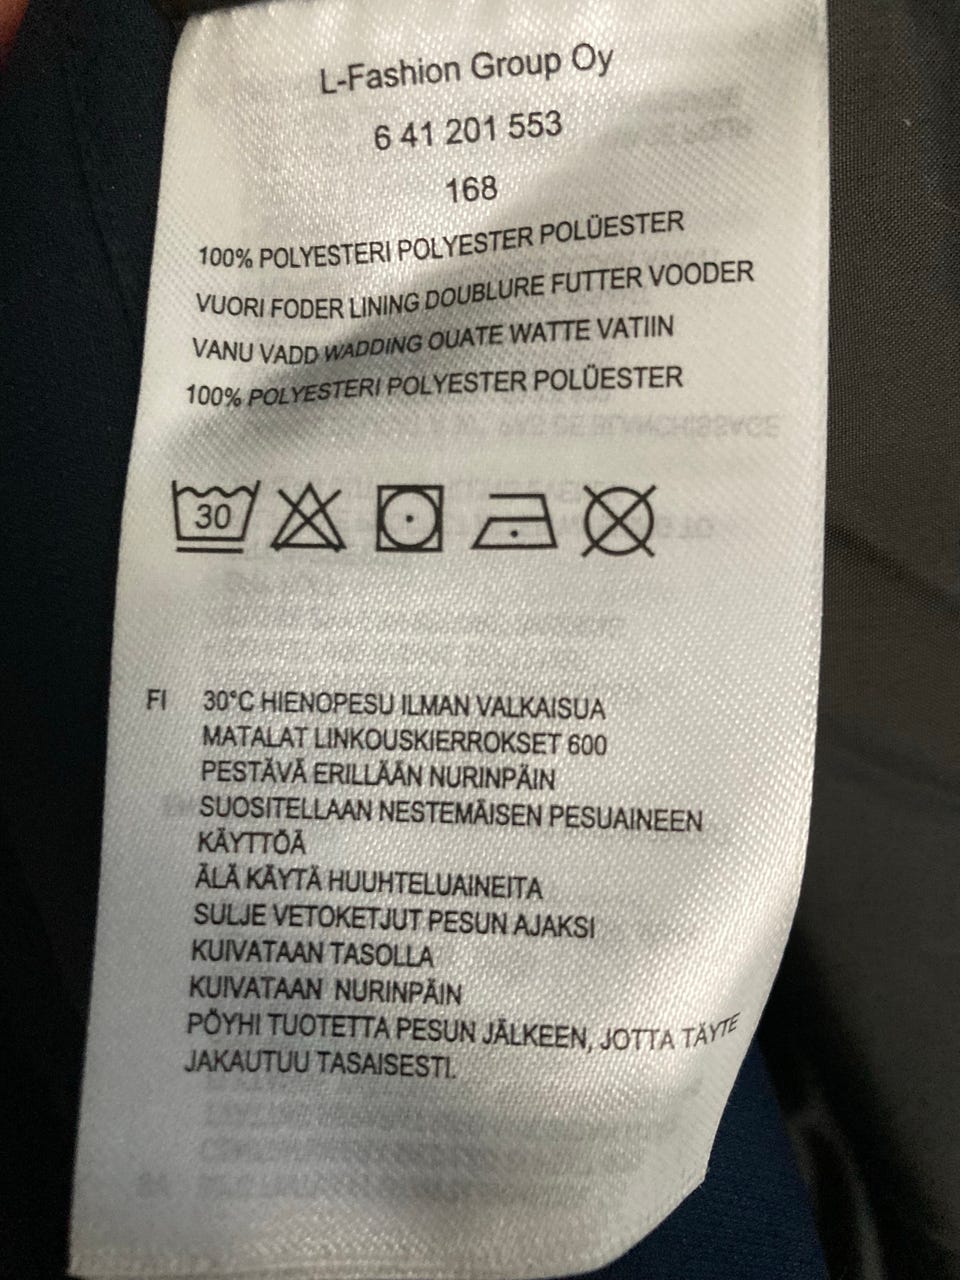 L-Fashion Group Oy
6 41 201 553
168
100% POLYESTERI POLYESTER POLÜESTER
VUORI FODER LINING DOUBLURE FUTTER VOODER
VANU VADD WADDING OUATE WATTE VATIIN
100% POLYESTERI POLYESTER POLÜESTER
30
FI 30°C HIENOPESU ILMAN VALKAISUA
MATALAT LINKOUSKIERROKSET 600
PESTÄVÄ ERILLÄÄN NURINPÄIN
SUOSITELLAAN NESTEMÄISEN PESUAINEEN
KÄYTTÖÄ
ÄLÄ KÄYTÄ HUUHTELUAINEITA
SULJE VETOKETJUT PESUN AJAKSI
KUIVATAAN TASOLLA
KUIVATAAN NURINPÄIN
PÖYHI TUOTETTA PESUN JÄLKEEN, JOTTA TÄYTE
JAKAUTUU TASAISESTI.